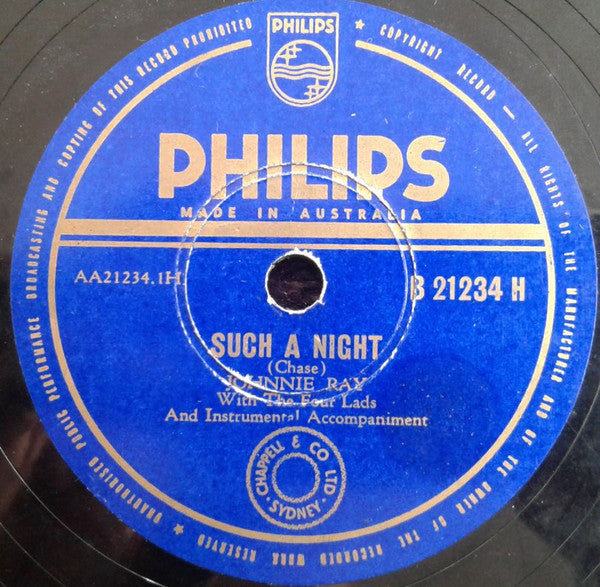 PHILIPS
PHILIPS
MADE IN AUSTRALIA
AA21234.1H
B 21234 H
SUCH A NIGHT
(Chase)
JOHNNIE RAY
With The Four Lads
And Instrumental Accompaniment
CHAPPELL & CO LTD · SYDNEY ·
★ COPYRIGHT RECORD — ALL RIGHTS OF THE MANUFACTURER AND OF THE OWNER OF THE RECORDED WORK RESERVED ★ UNAUTHORISED PUBLIC PERFORMANCE BROADCASTING AND COPYING OF THIS RECORD PROHIBITED